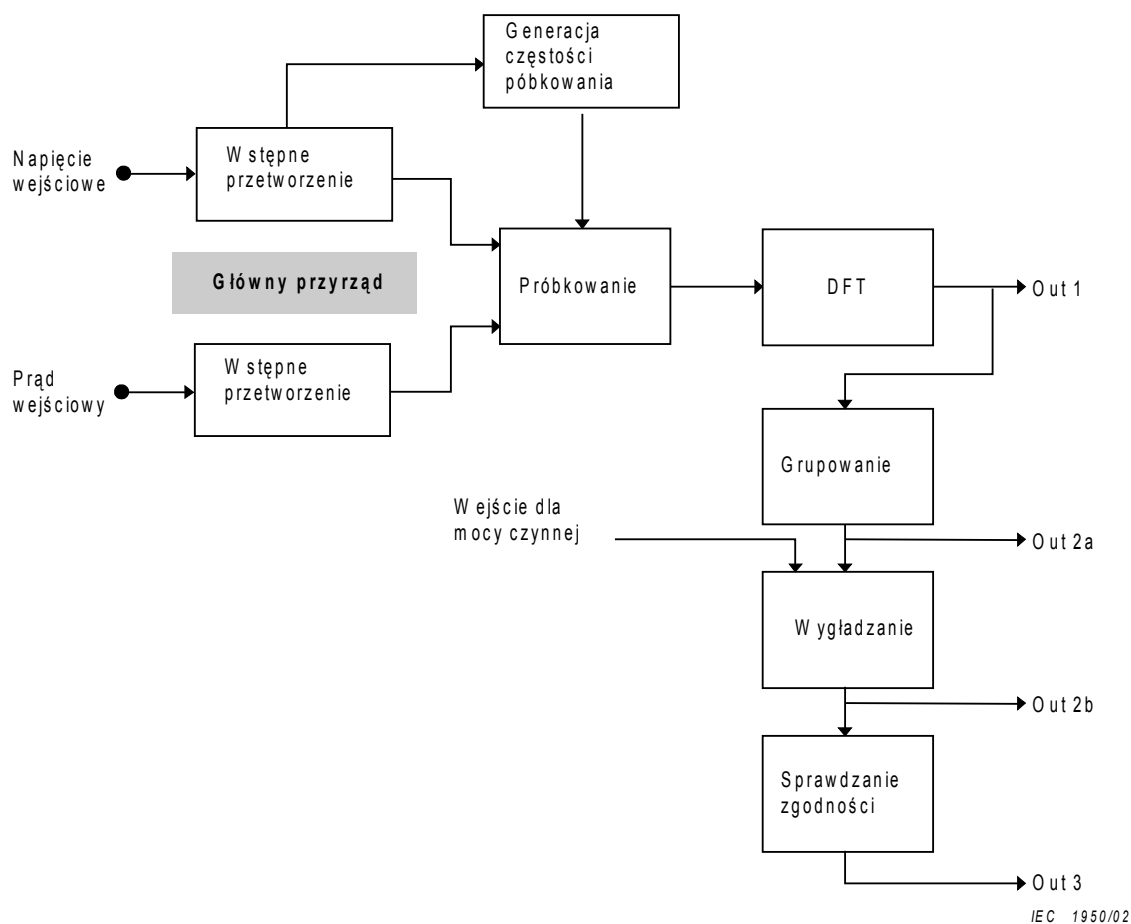 Generacja
częstości
póbkowania
Napięcie
wejściowe
Wstępne
przetworzenie
Główny przyrząd
Próbkowanie
DFT
Out 1
Prąd
wejściowy
Wstępne
przetworzenie
Grupowanie
Wejście dla
mocy czynnej
Out 2a
Wygładzanie
Out 2b
Sprawdzanie
zgodności
Out 3
IEC 1950/02